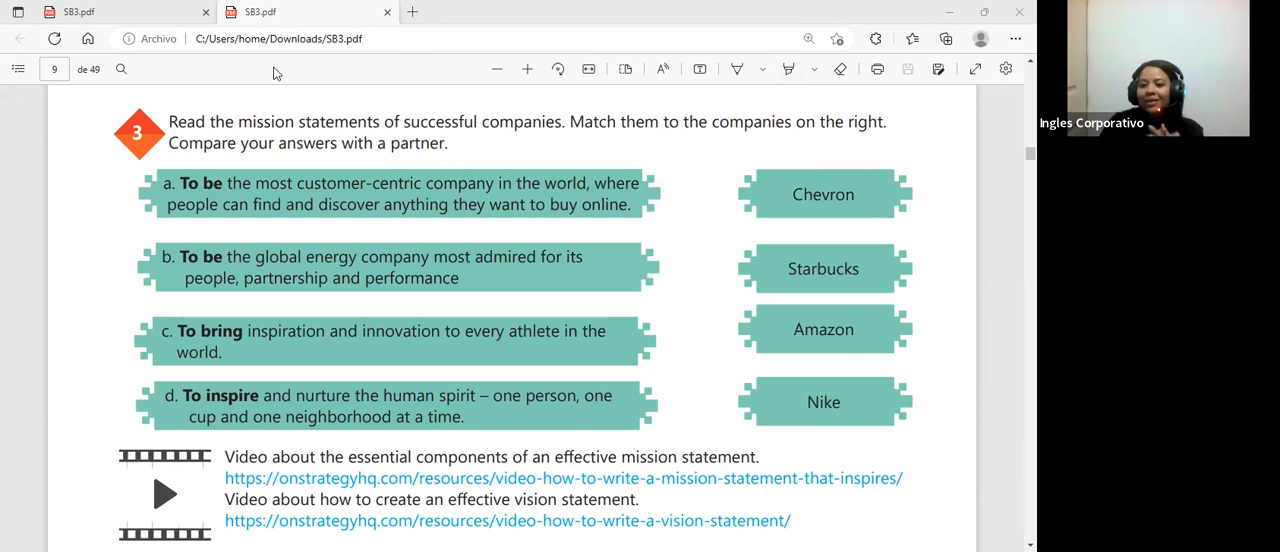 SB3.pdf
SB3.pdf
Archivo
C:/Users/home/Downloads/SB3.pdf
9
de 49
3
Read the mission statements of successful companies. Match them to the companies on the right.
Compare your answers with a partner.
a. To be the most customer-centric company in the world, where
people can find and discover anything they want to buy online.
Chevron
b. To be the global energy company most admired for its
people, partnership and performance
Starbucks
c. To bring inspiration and innovation to every athlete in the
world.
Amazon
d. To inspire and nurture the human spirit – one person, one
cup and one neighborhood at a time.
Nike
Video about the essential components of an effective mission statement.
https://onstrategyhq.com/resources/video-how-to-write-a-mission-statement-that-inspires/
Video about how to create an effective vision statement.
https://onstrategyhq.com/resources/video-how-to-write-a-vision-statement/
Ingles Corporativo